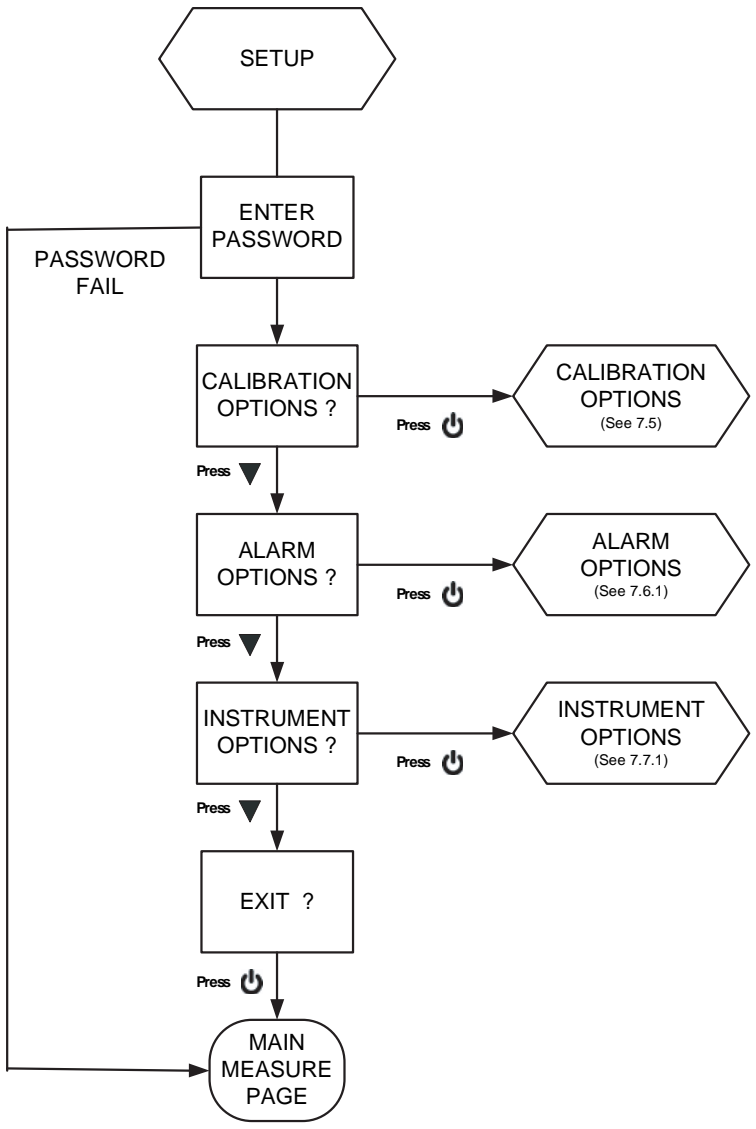 SETUP
ENTER
PASSWORD
PASSWORD
FAIL
CALIBRATION
OPTIONS ?
Press
CALIBRATION
OPTIONS
(See 7.5)
Press
ALARM
OPTIONS ?
Press
ALARM
OPTIONS
(See 7.6.1)
Press
INSTRUMENT
OPTIONS ?
Press
INSTRUMENT
OPTIONS
(See 7.7.1)
Press
EXIT ?
Press
MAIN
MEASURE
PAGE